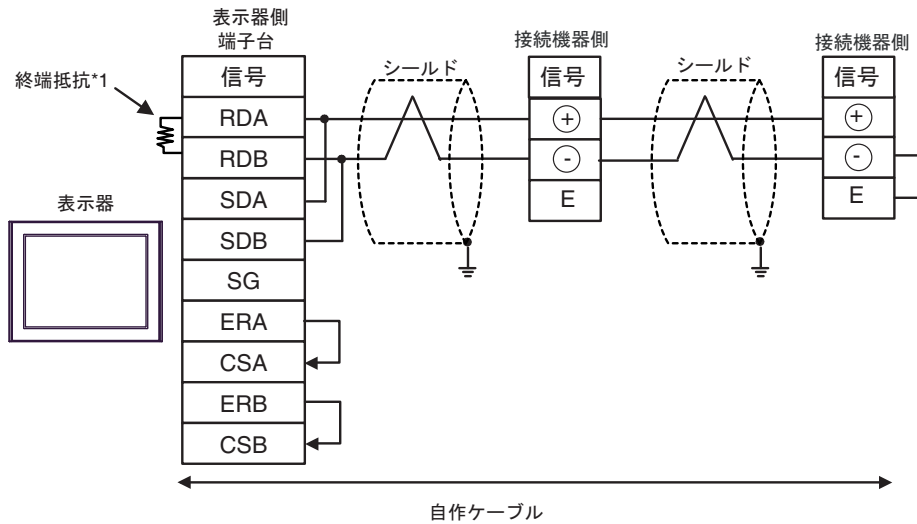 表示器側
端子台
接続機器側
接続機器側
終端抵抗*1
信号
シールド
信号
シールド
信号
RDA
+
+
RDB
-
-
SDA
E
E
表示器
SDB
SG
ERA
CSA
ERB
CSB
自作ケーブル